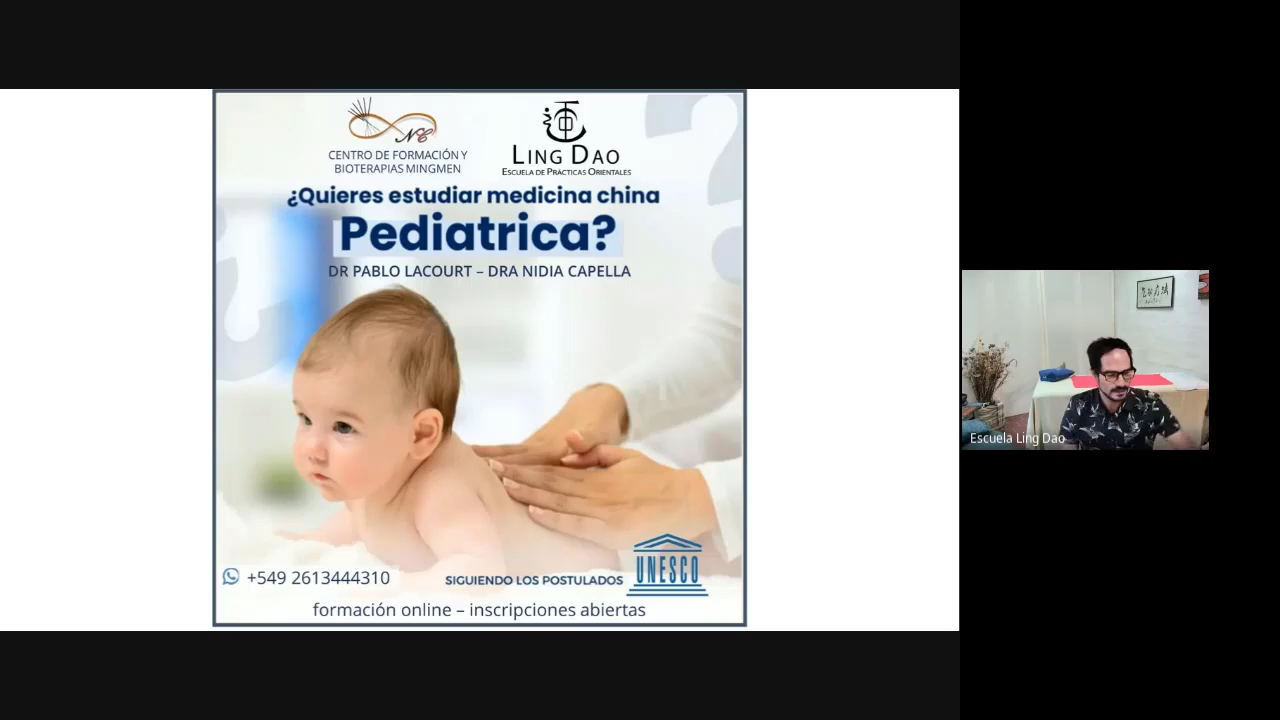 CENTRO DE FORMACIÓN Y
BIOTERAPIAS MINGMEN
LING DAO
ESCUELA DE PRÁCTICAS ORIENTALES
¿Quieres estudiar medicina china
Pediatrica?
DR PABLO LACOURT – DRA NIDIA CAPELLA
+549 2613444310
SIGUIENDO LOS POSTULADOS
UNESCO
formación online – inscripciones abiertas
Escuela Ling Dao